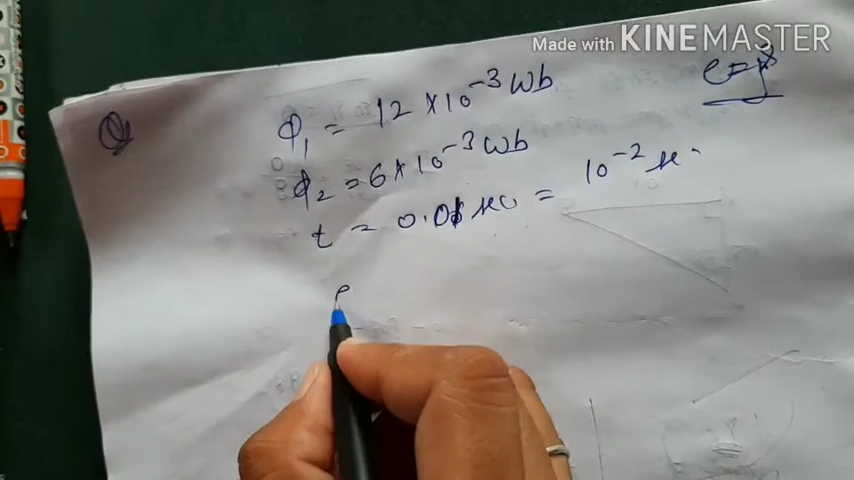 Made with KINEMASTER
e = ?
Q φ₁ = 12 × 10⁻³ Wb
φ₂ = 6 × 10⁻³ Wb
t = 0.01 sec = 10⁻² sec
e